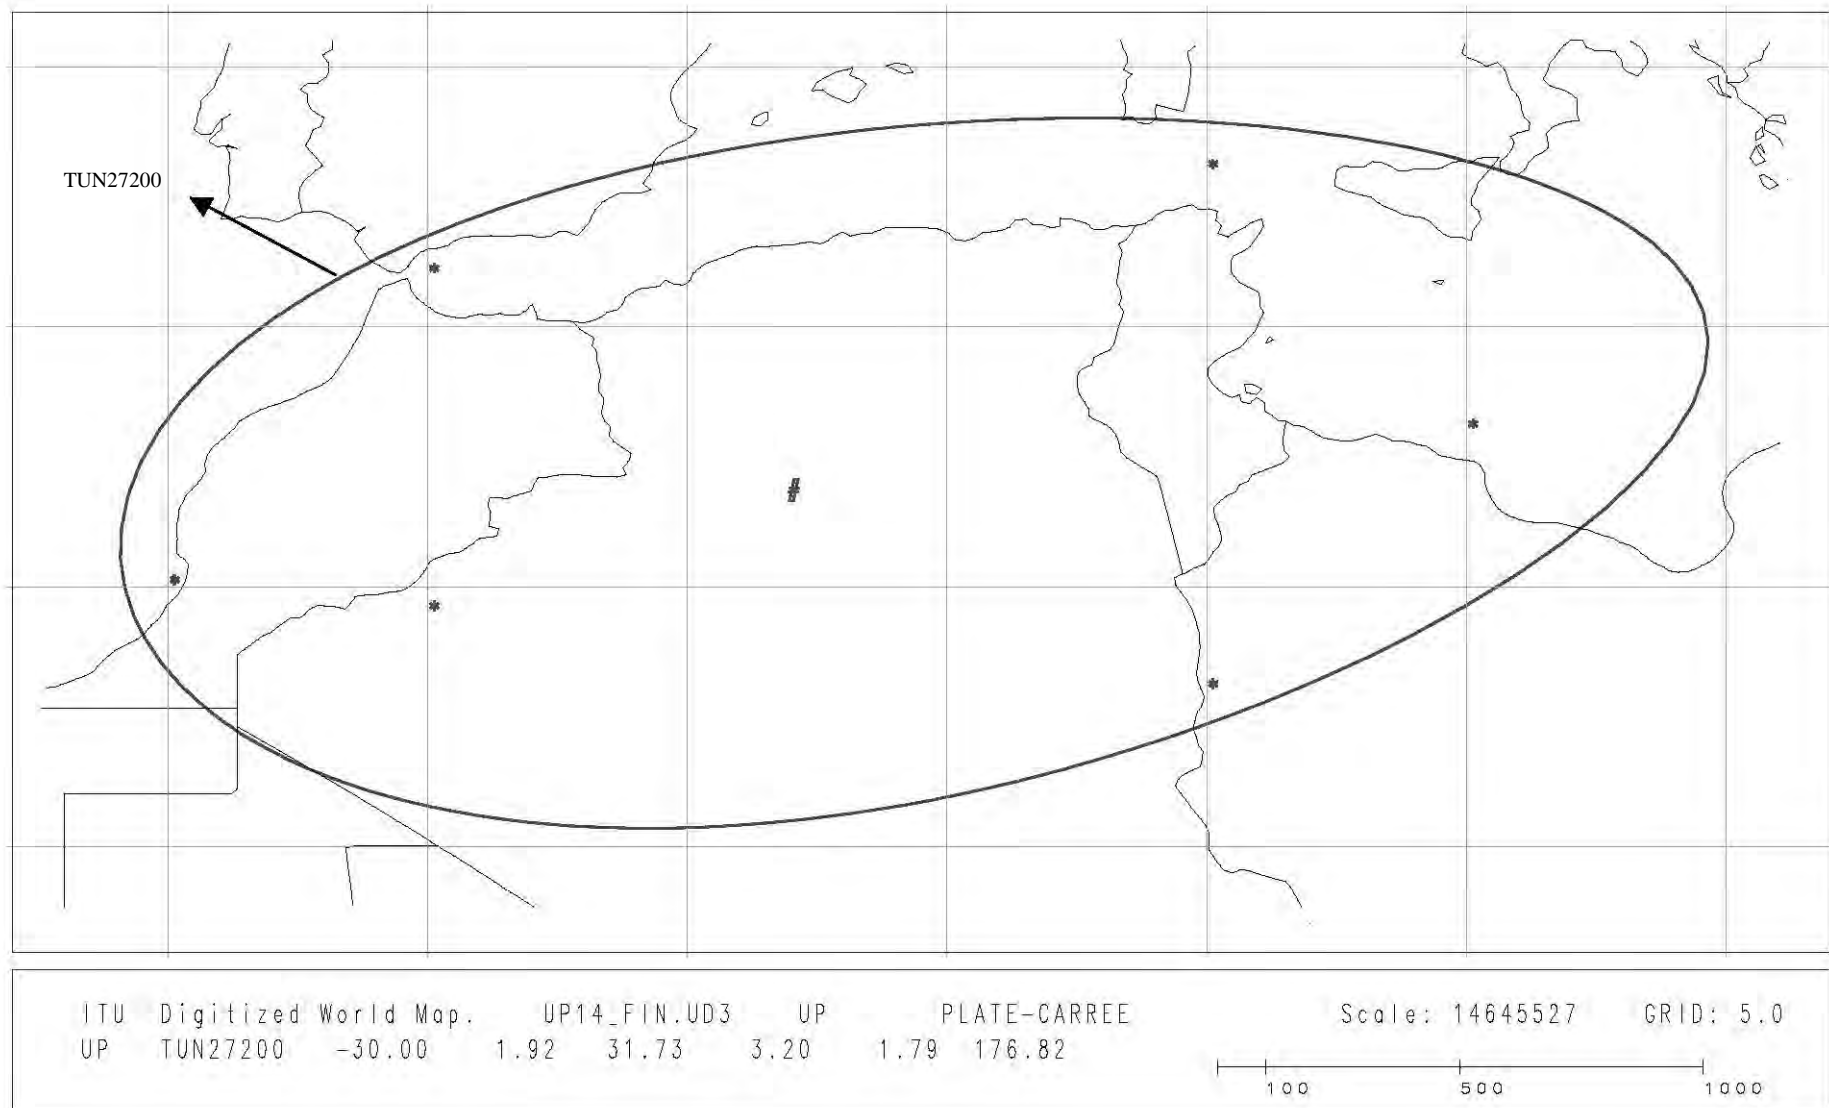 TUN27200
#
ITU Digitized World Map. UP14_FIN.UD3 UP PLATE-CARREE Scale: 14645527 GRID: 5.0
UP TUN27200 -30.00 1.92 31.73 3.20 1.79 176.82
100 500 1000